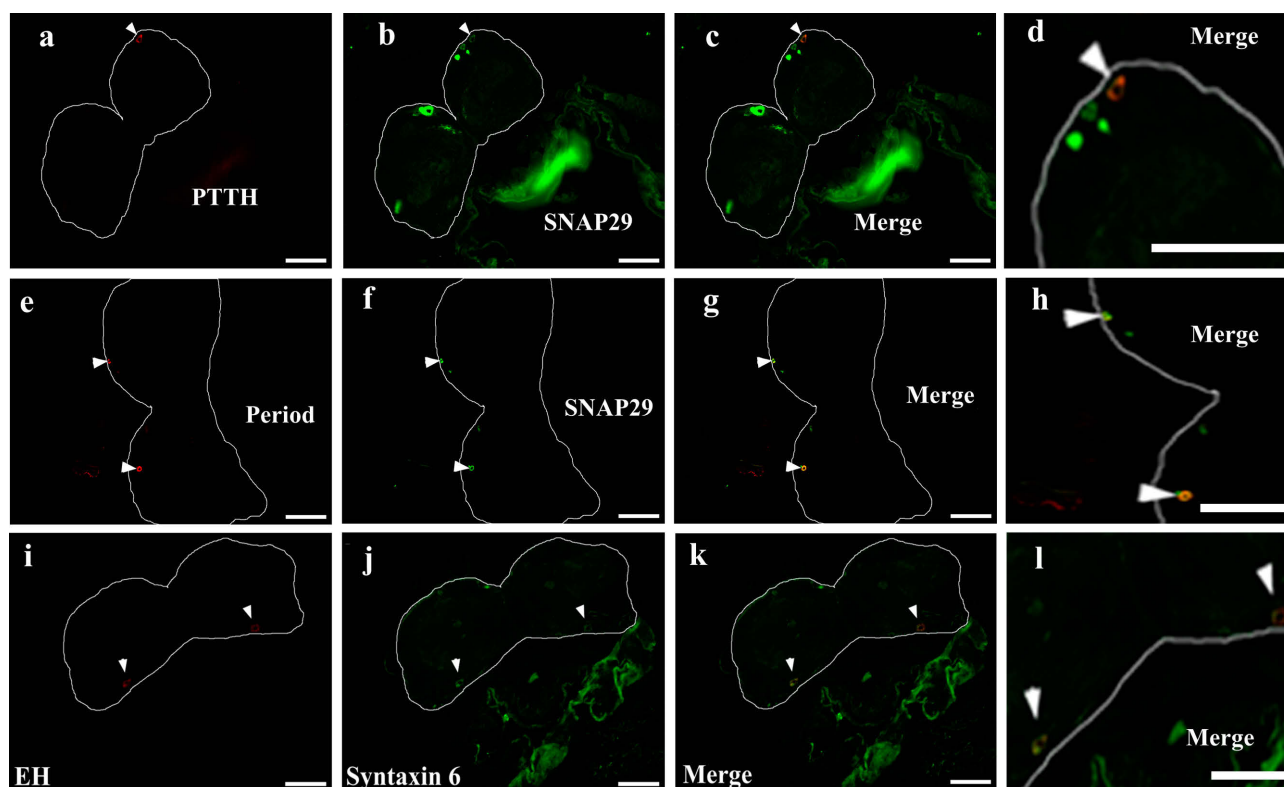 a
PTTH
b
SNAP29
c
Merge
d
Merge
e
Period
f
SNAP29
g
Merge
h
Merge
i
EH
j
Syntaxin 6
k
Merge
l
Merge